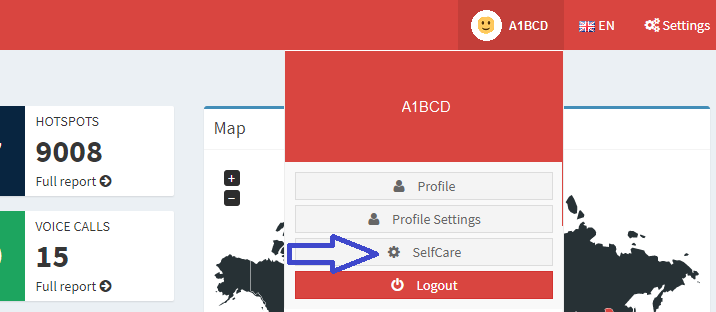 A1BCD
EN
Settings
A1BCD
HOTSPOTS
9008
Full report
Map
+
−
Profile
Profile Settings
VOICE CALLS
15
Full report
SelfCare
Logout